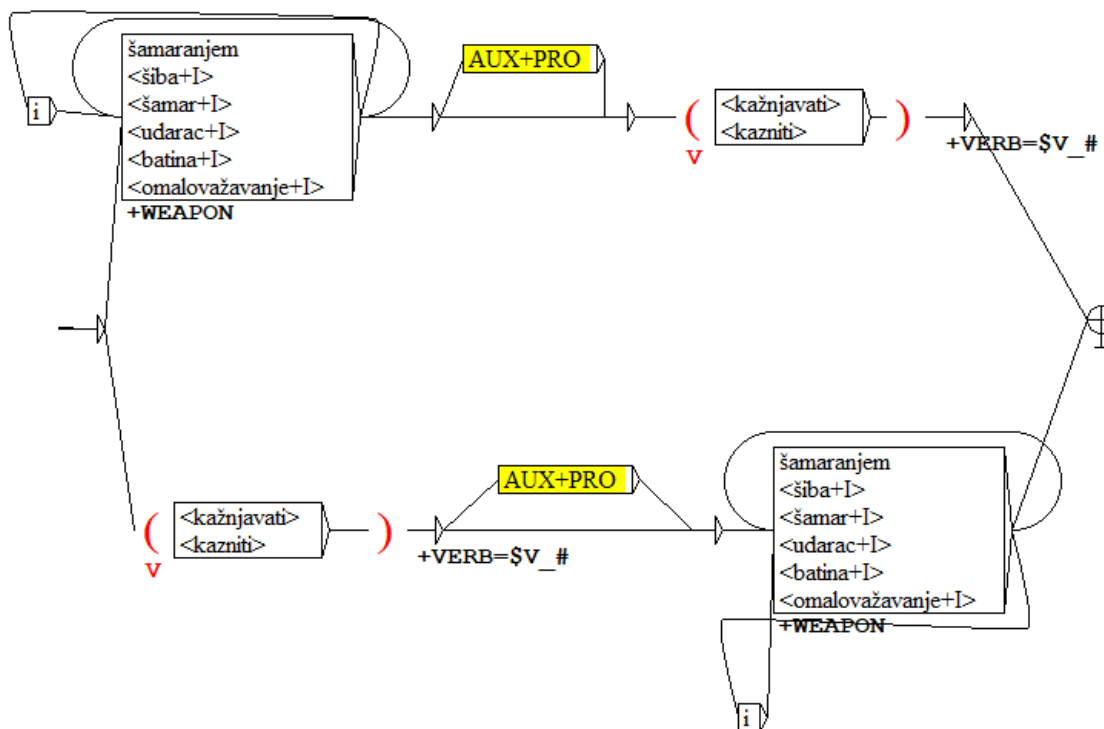 šamaranjem
<šiba+I>
<šamar+I>
<udarac+I>
<batina+I>
<omalovažavanje+I>
+WEAPON
i
AUX+PRO
(
<kažnjavati>
<kazniti>
)
v
+VERB=$V_#
(
<kažnjavati>
<kazniti>
)
v
+VERB=$V_#
AUX+PRO
šamaranjem
<šiba+I>
<šamar+I>
<udarac+I>
<batina+I>
<omalovažavanje+I>
+WEAPON
i